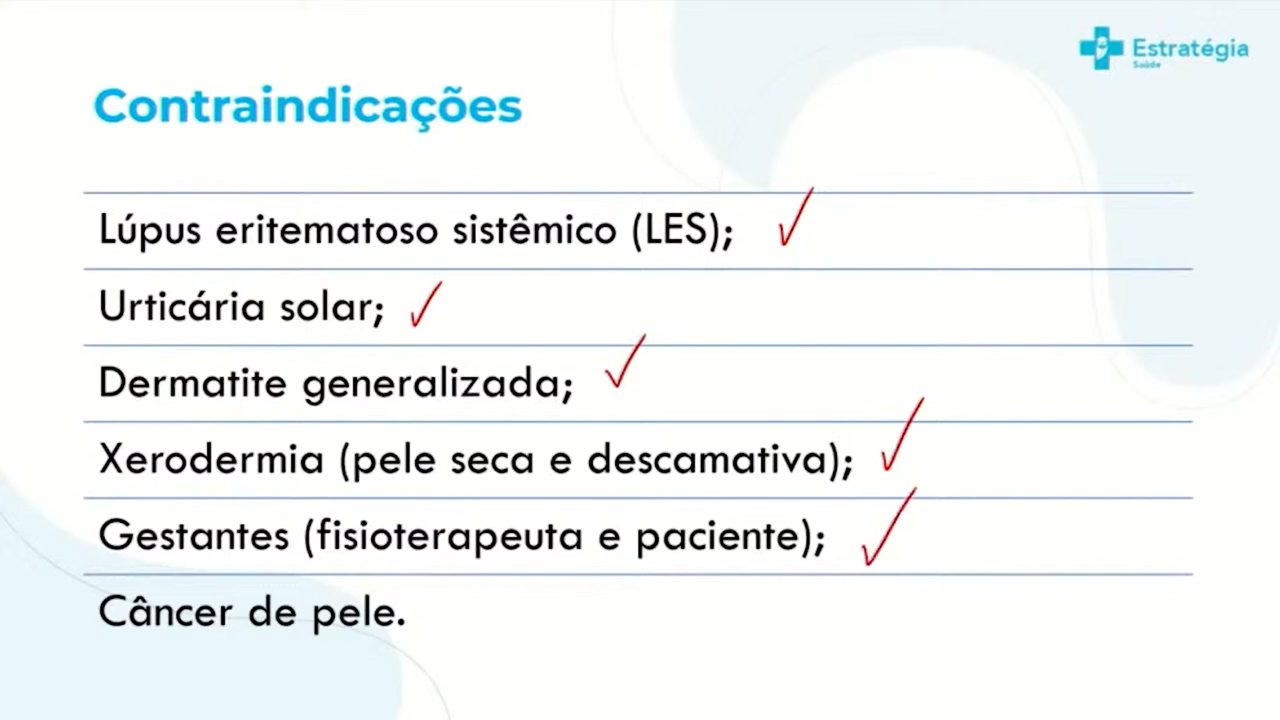 Estratégia
Saúde
Contraindicações
Lúpus eritematoso sistêmico (LES);
Urticária solar;
Dermatite generalizada;
Xerodermia (pele seca e descamativa);
Gestantes (fisioterapeuta e paciente);
Câncer de pele.